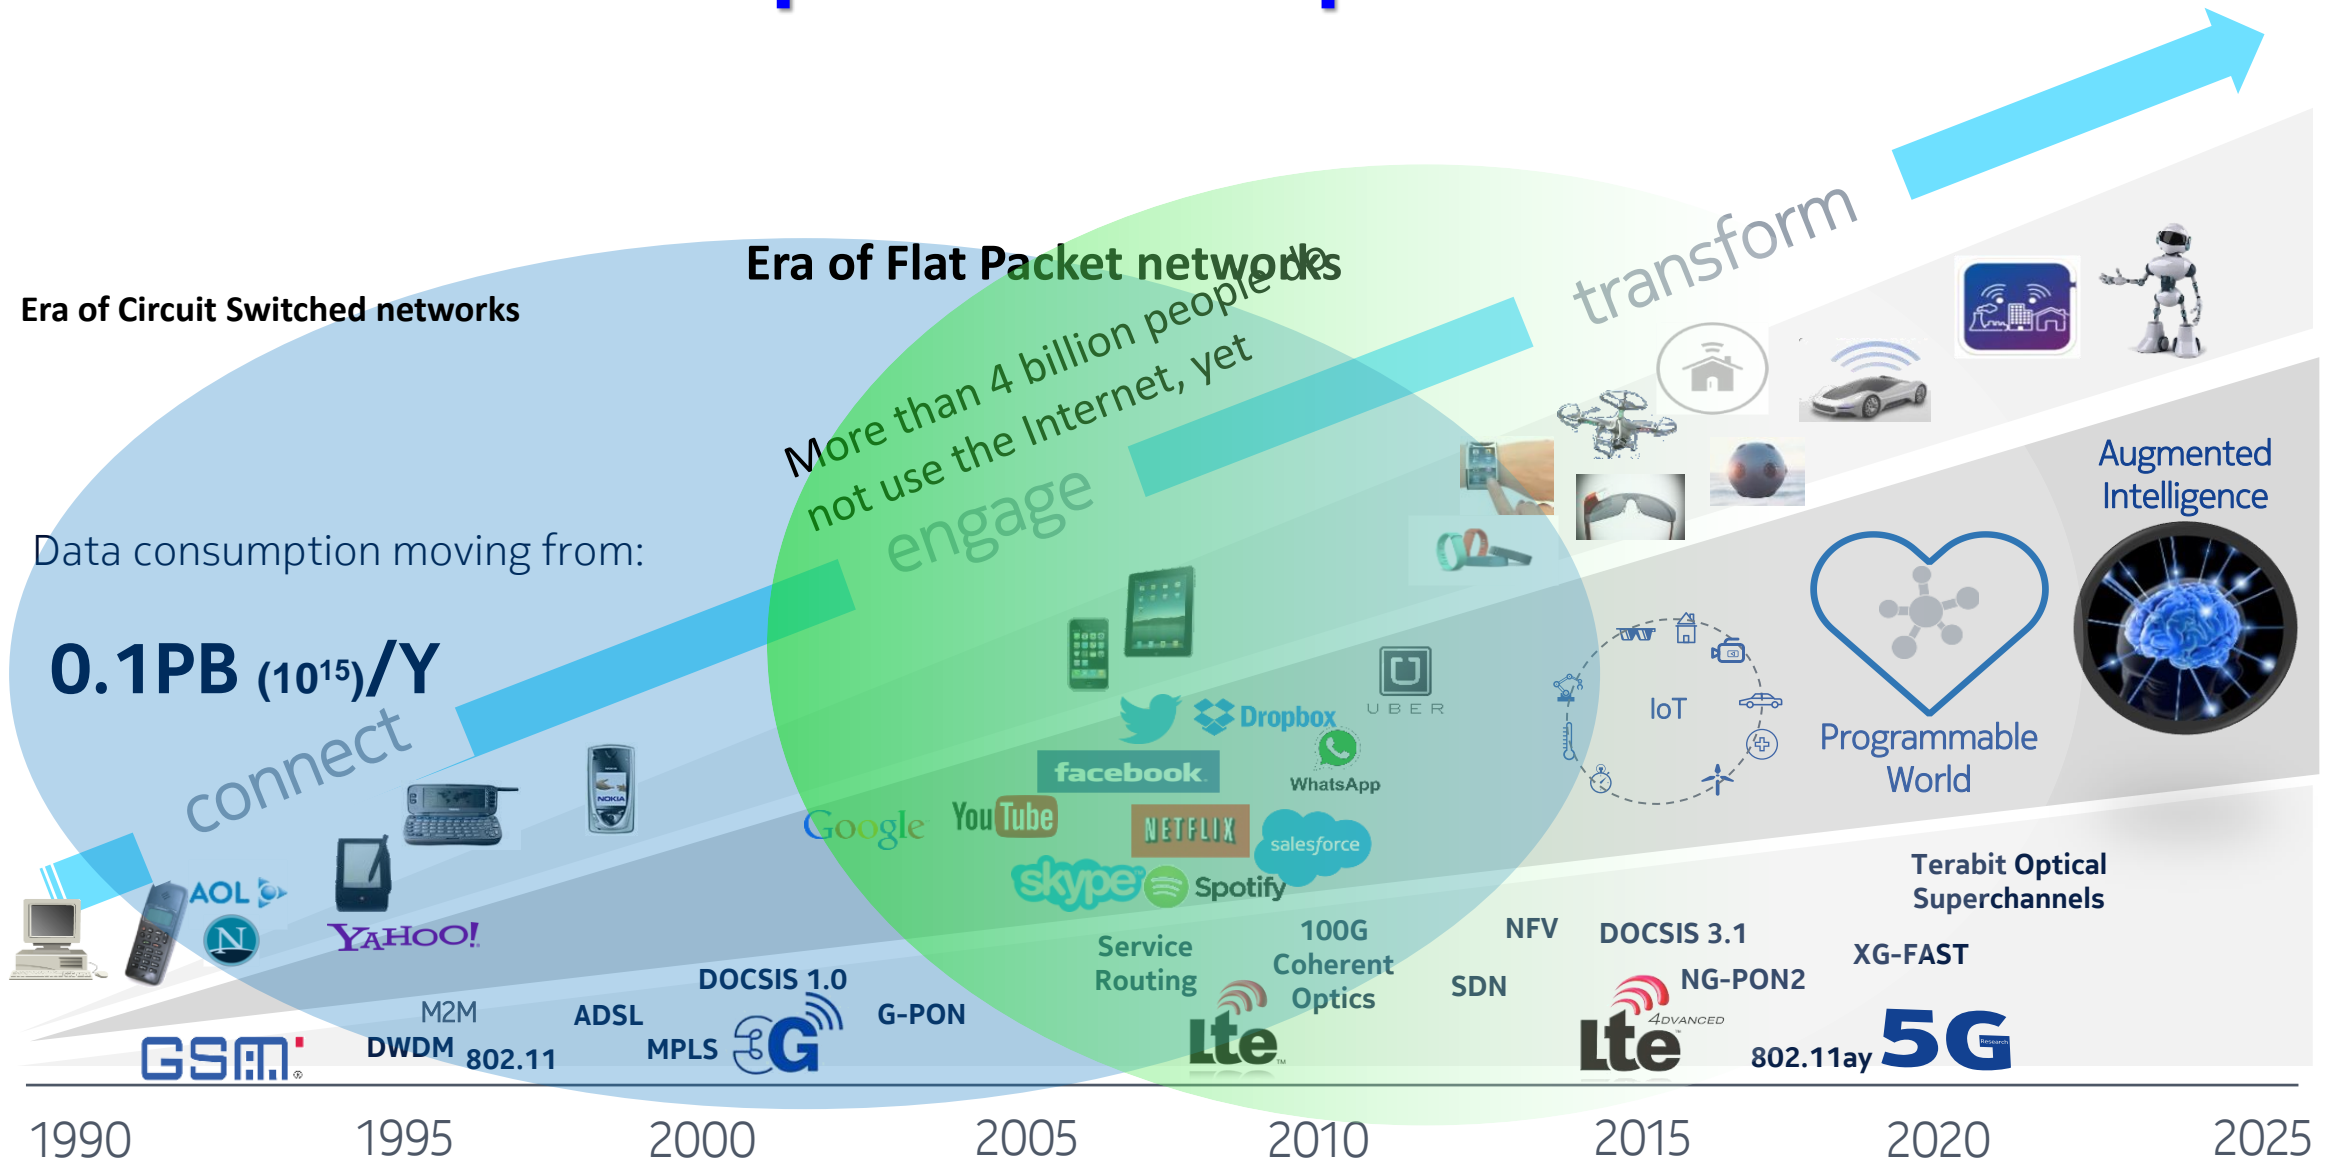 Era of Flat Packet networks
Era of Circuit Switched networks
More than 4 billion people do
not use the Internet, yet
transform
engage
connect
Data consumption moving from:
0.1PB (10¹⁵)/Y
Augmented
Intelligence
Programmable
World
IoT
UBER
Dropbox
WhatsApp
facebook
Google
YouTube
NETFLIX
salesforce
skype
Spotify
NOKIA
AOL
N
YAHOO!
Terabit Optical
Superchannels
Service
Routing
100G
Coherent
Optics
NFV
DOCSIS 3.1
XG-FAST
SDN
NG-PON2
DOCSIS 1.0
M2M
ADSL
G-PON
GSM
DWDM
802.11
MPLS
3G
Lte
Lte
4DVANCED
802.11ay
5G
Research
1990
1995
2000
2005
2010
2015
2020
2025